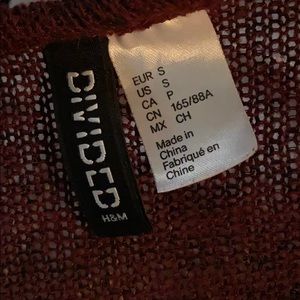 DIVIDED
H&M
EUR S
US S
CA P
CN 165/88A
MX CH
Made in
China
Fabriqué en
Chine